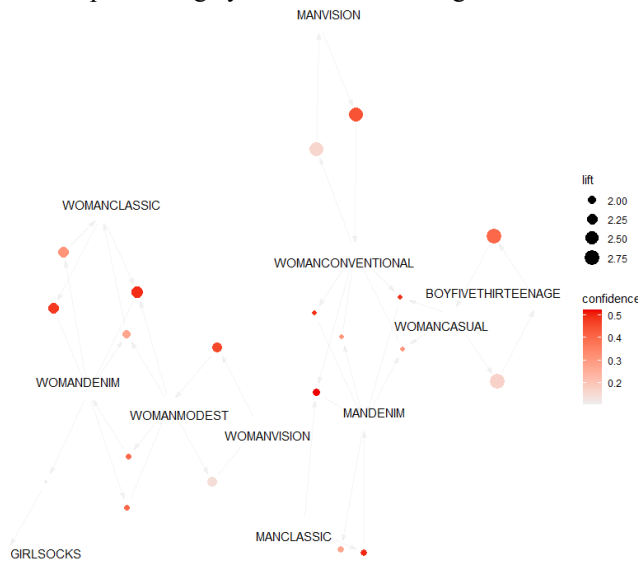 MANVISION
WOMANCLASSIC
WOMANCONVENTIONAL
BOYFIVETHIRTEENAGE
WOMANCASUAL
WOMANDENIM
WOMANMODEST
MANDENIM
WOMANVISION
MANCLASSIC
GIRLSOCKS
lift
2.00
2.25
2.50
2.75
confidence
0.5
0.4
0.3
0.2